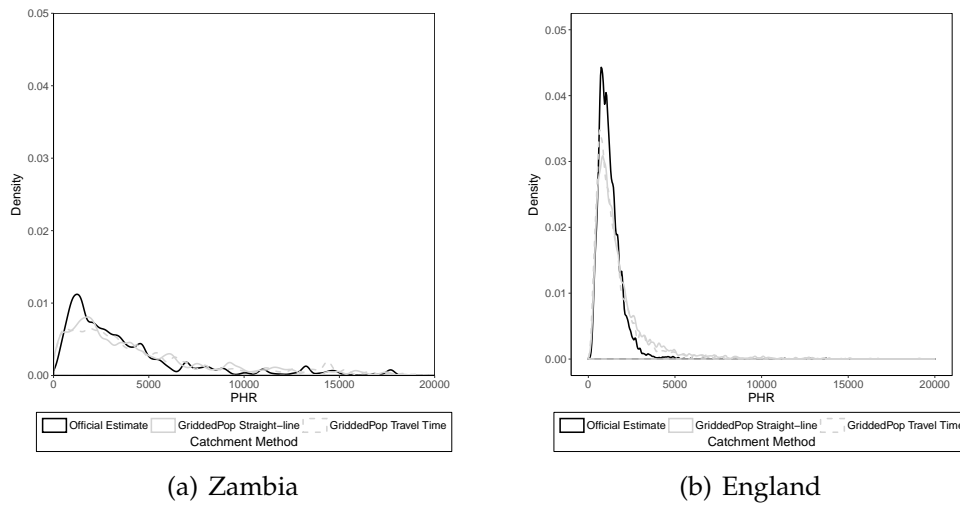 0.05
0.04
0.03
0.02
0.01
0.00
Density
0 5000 10000 15000 20000
PHR
Official Estimate GriddedPop Straight−line GriddedPop Travel Time
Catchment Method
(a) Zambia
0.05
0.04
0.03
0.02
0.01
0.00
Density
0 5000 10000 15000 20000
PHR
Official Estimate GriddedPop Straight−line GriddedPop Travel Time
Catchment Method
(b) England